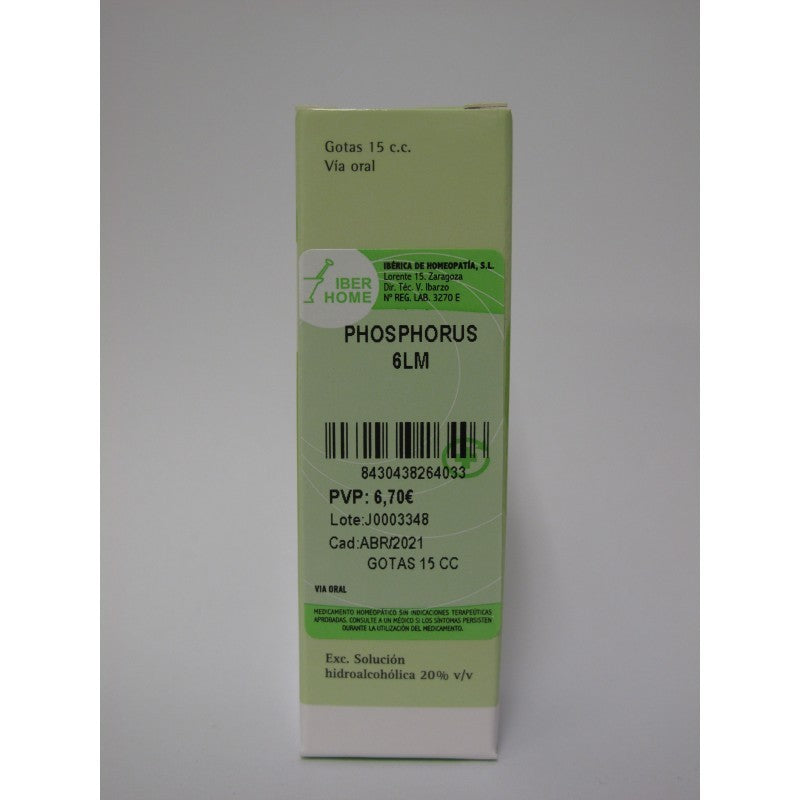 Gotas 15 c.c.
Vía oral
IBER
HOME
IBÉRICA DE HOMEOPATÍA, S.L.
Lorente 15. Zaragoza
Dir. Téc. V. Ibarzo
Nº REG. LAB. 3270 E
PHOSPHORUS
6LM
8430438264033
PVP: 6,70€
Lote:J0003348
Cad:ABR/2021
GOTAS 15 CC
VIA ORAL
MEDICAMENTO HOMEOPÁTICO SIN INDICACIONES TERAPEÚTICAS
APROBADAS. CONSULTE A UN MÉDICO SI LOS SÍNTOMAS PERSISTEN
DURANTE LA UTILIZACIÓN DEL MEDICAMENTO.
Exc. Solución
hidroalcohólica 20% v/v